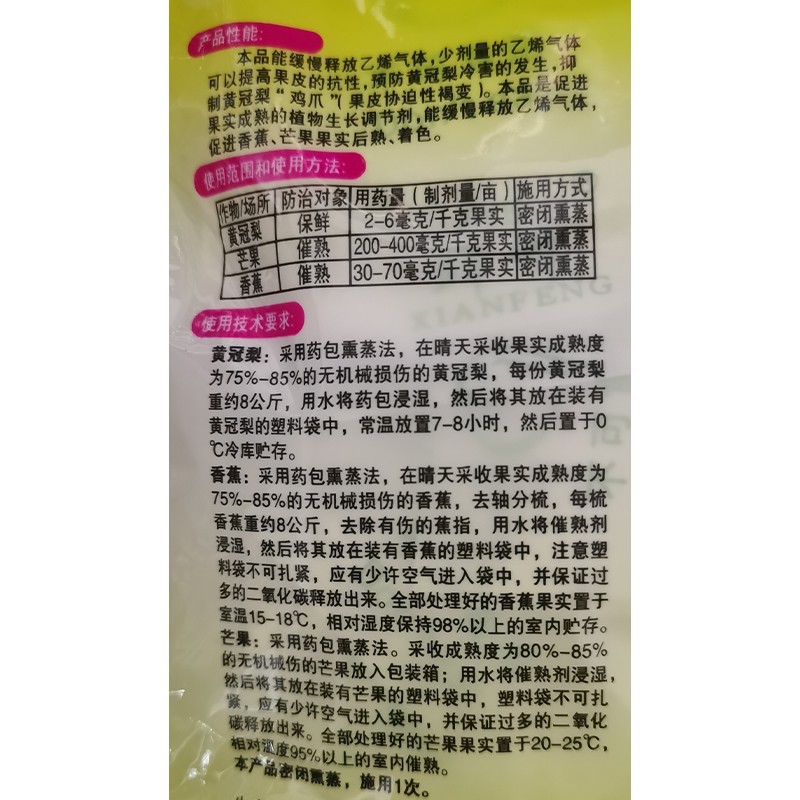 产品性能:
本品能缓慢释放乙烯气体,少剂量的乙烯气体
可以提高果皮的抗性,预防黄冠梨冷害的发生,抑
制黄冠梨“鸡爪”(果皮协迫性褐变)。本品是促进
果实成熟的植物生长调节剂,能缓慢释放乙烯气体,
促进香蕉、芒果果实后熟、着色。
使用范围和使用方法:
作物/场所 防治对象 用药量(制剂量/亩) 施用方式
黄冠梨 保鲜 2-6毫克/千克果实 密闭熏蒸
芒果 催熟 200-400毫克/千克果实 密闭熏蒸
香蕉 催熟 30-70毫克/千克果实 密闭熏蒸
XIANFENG
使用技术要求:
黄冠梨:采用药包熏蒸法,在晴天采收果实成熟度
为75%-85%的无机械损伤的黄冠梨,每份黄冠梨
重约8公斤,用水将药包浸湿,然后将其放在装有
黄冠梨的塑料袋中,常温放置7-8小时,然后置于0
℃冷库贮存。
香蕉:采用药包熏蒸法,在晴天采收果实成熟度为
75%-85%的无机械损伤的香蕉,去轴分梳,每梳
香蕉重约8公斤,去除有伤的蕉指,用水将催熟剂
浸湿,然后将其放在装有香蕉的塑料袋中,注意塑
料袋不可扎紧,应有少许空气进入袋中,并保证过
多的二氧化碳释放出来。全部处理好的香蕉果实置于
室温15-18℃,相对湿度保持98%以上的室内贮存。
芒果:采用药包熏蒸法。采收成熟度为80%-85%
的无机械伤的芒果放入包装箱;用水将催熟剂浸湿,
然后将其放在装有芒果的塑料袋中,塑料袋不可扎
紧,应有少许空气进入袋中,并保证过多的二氧化
碳释放出来。全部处理好的芒果果实置于20-25℃,
相对湿度95%以上的室内催熟。
本产品密闭熏蒸,施用1次。